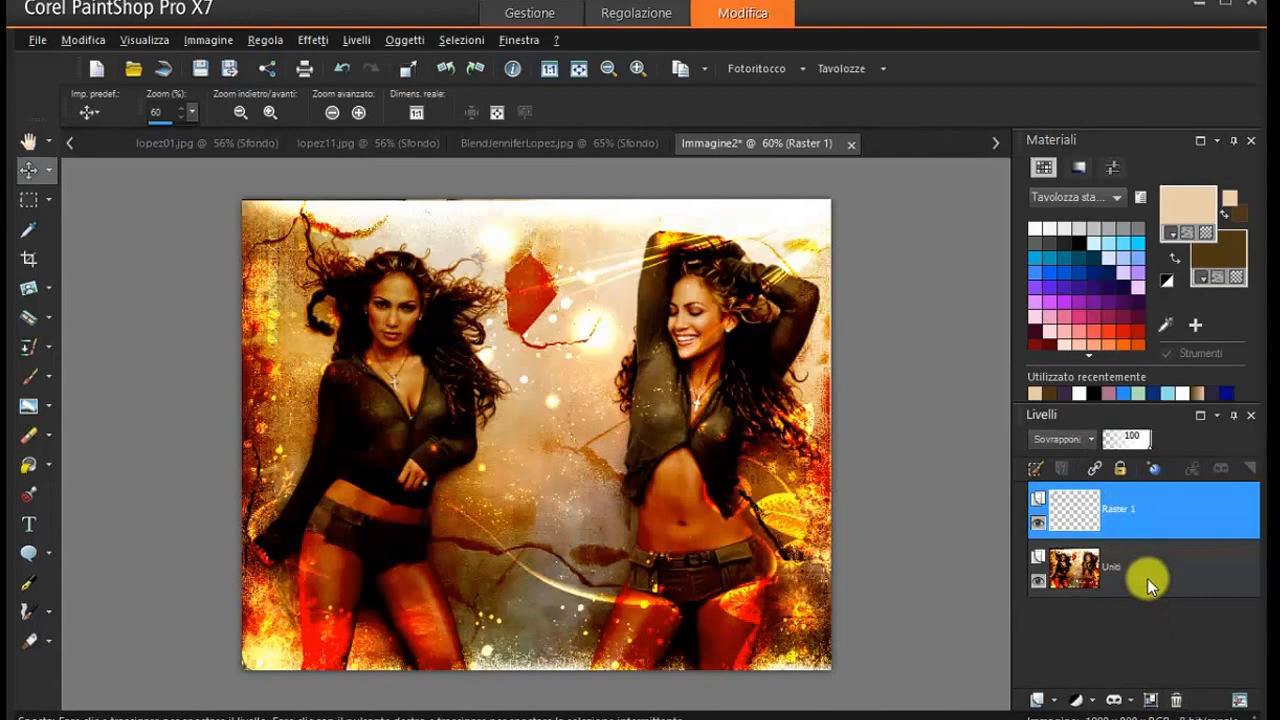 Corel PaintShop Pro X7
Gestione Regolazione Modifica
File Modifica Visualizza Immagine Regola Effetti Livelli Oggetti Selezioni Finestra ?
Fotoritocco Tavolozze
Imp. predef.: Zoom (%): Zoom indietro/avanti: Zoom avanzato: Dimens. reale:
60
lopez01.jpg @ 56% (Sfondo) lopez11.jpg @ 56% (Sfondo) BlendJenniferLopez.jpg @ 65% (Sfondo) Immagine2* @ 60% (Raster 1)
Materiali
Tavolozza sta...
Strumenti
Utilizzato recentemente
Livelli
Sovrapponi 100
Raster 1
Uniti